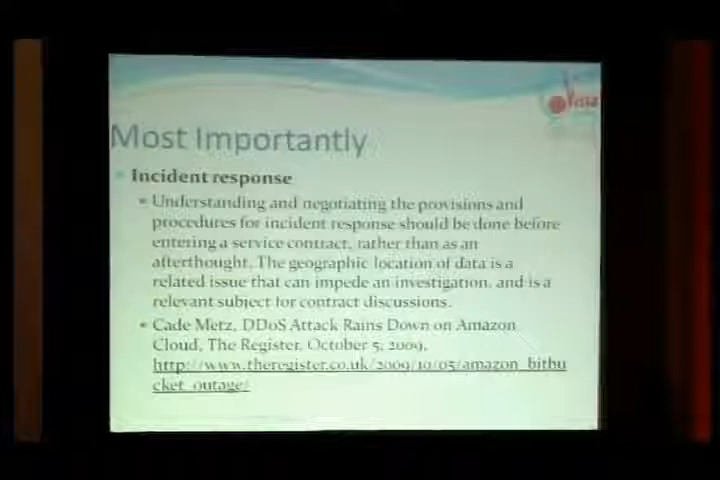 Most Importantly
Incident response
Understanding and negotiating the provisions and
procedures for incident response should be done before
entering a service contract, rather than as an
afterthought. The geographic location of data is a
related issue that can impede an investigation, and is a
relevant subject for contract discussions.
Cade Metz, DDoS Attack Rains Down on Amazon
Cloud, The Register, October 5, 2009,
http://www.theregister.co.uk/2009/10/05/amazon_bitbu
cket_outage/